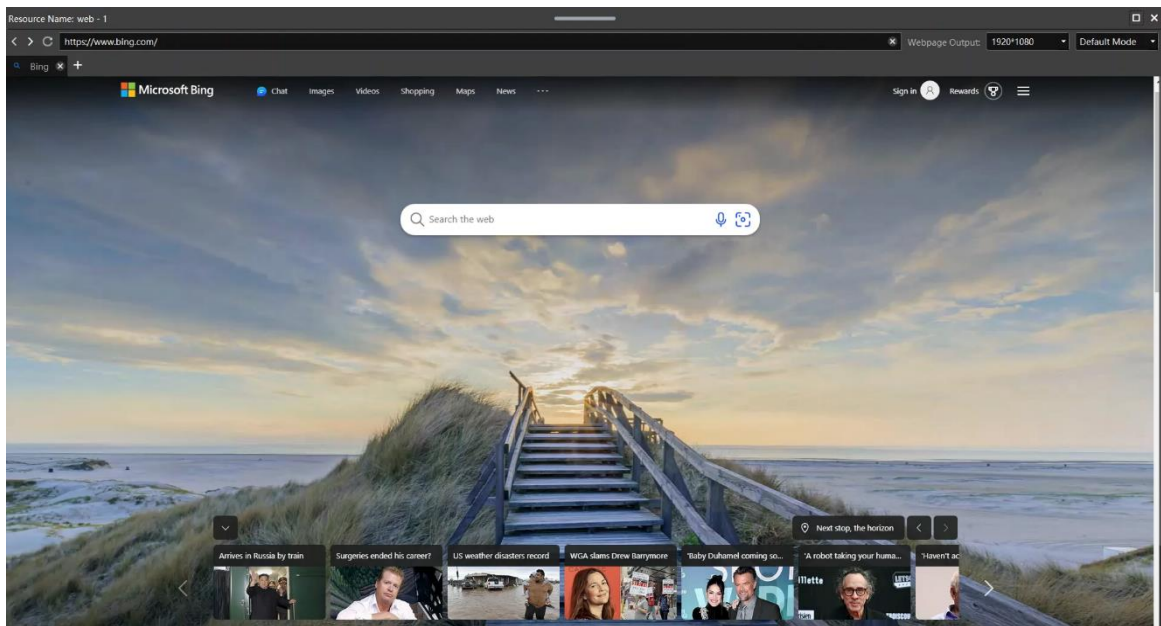 Resource Name: web - 1
https://www.bing.com/
Webpage Output: 1920*1080 Default Mode
Bing
Microsoft Bing Chat Images Videos Shopping Maps News ... Sign in Rewards
Search the web
Next stop, the horizon
Arrives in Russia by train Surgeries ended his career? US weather disasters record WGA slams Drew Barrymore 'Baby Duhamel coming so... 'A robot taking your huma... 'Haven't ac